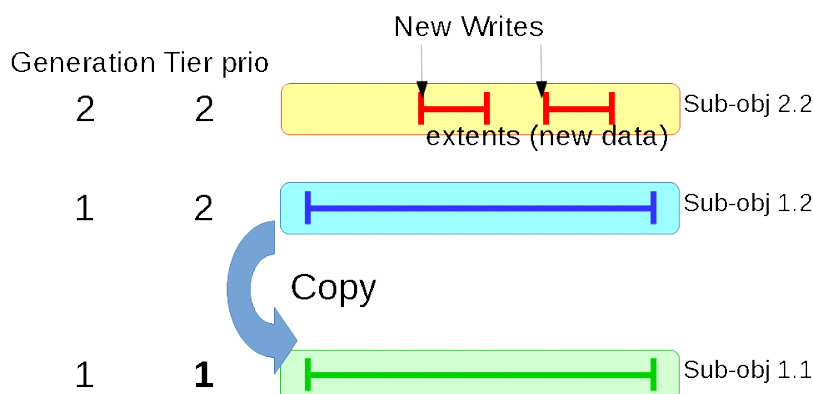 New Writes
Generation Tier prio
2 2 Sub-obj 2.2
extents (new data)
1 2 Sub-obj 1.2
Copy
1 1 Sub-obj 1.1